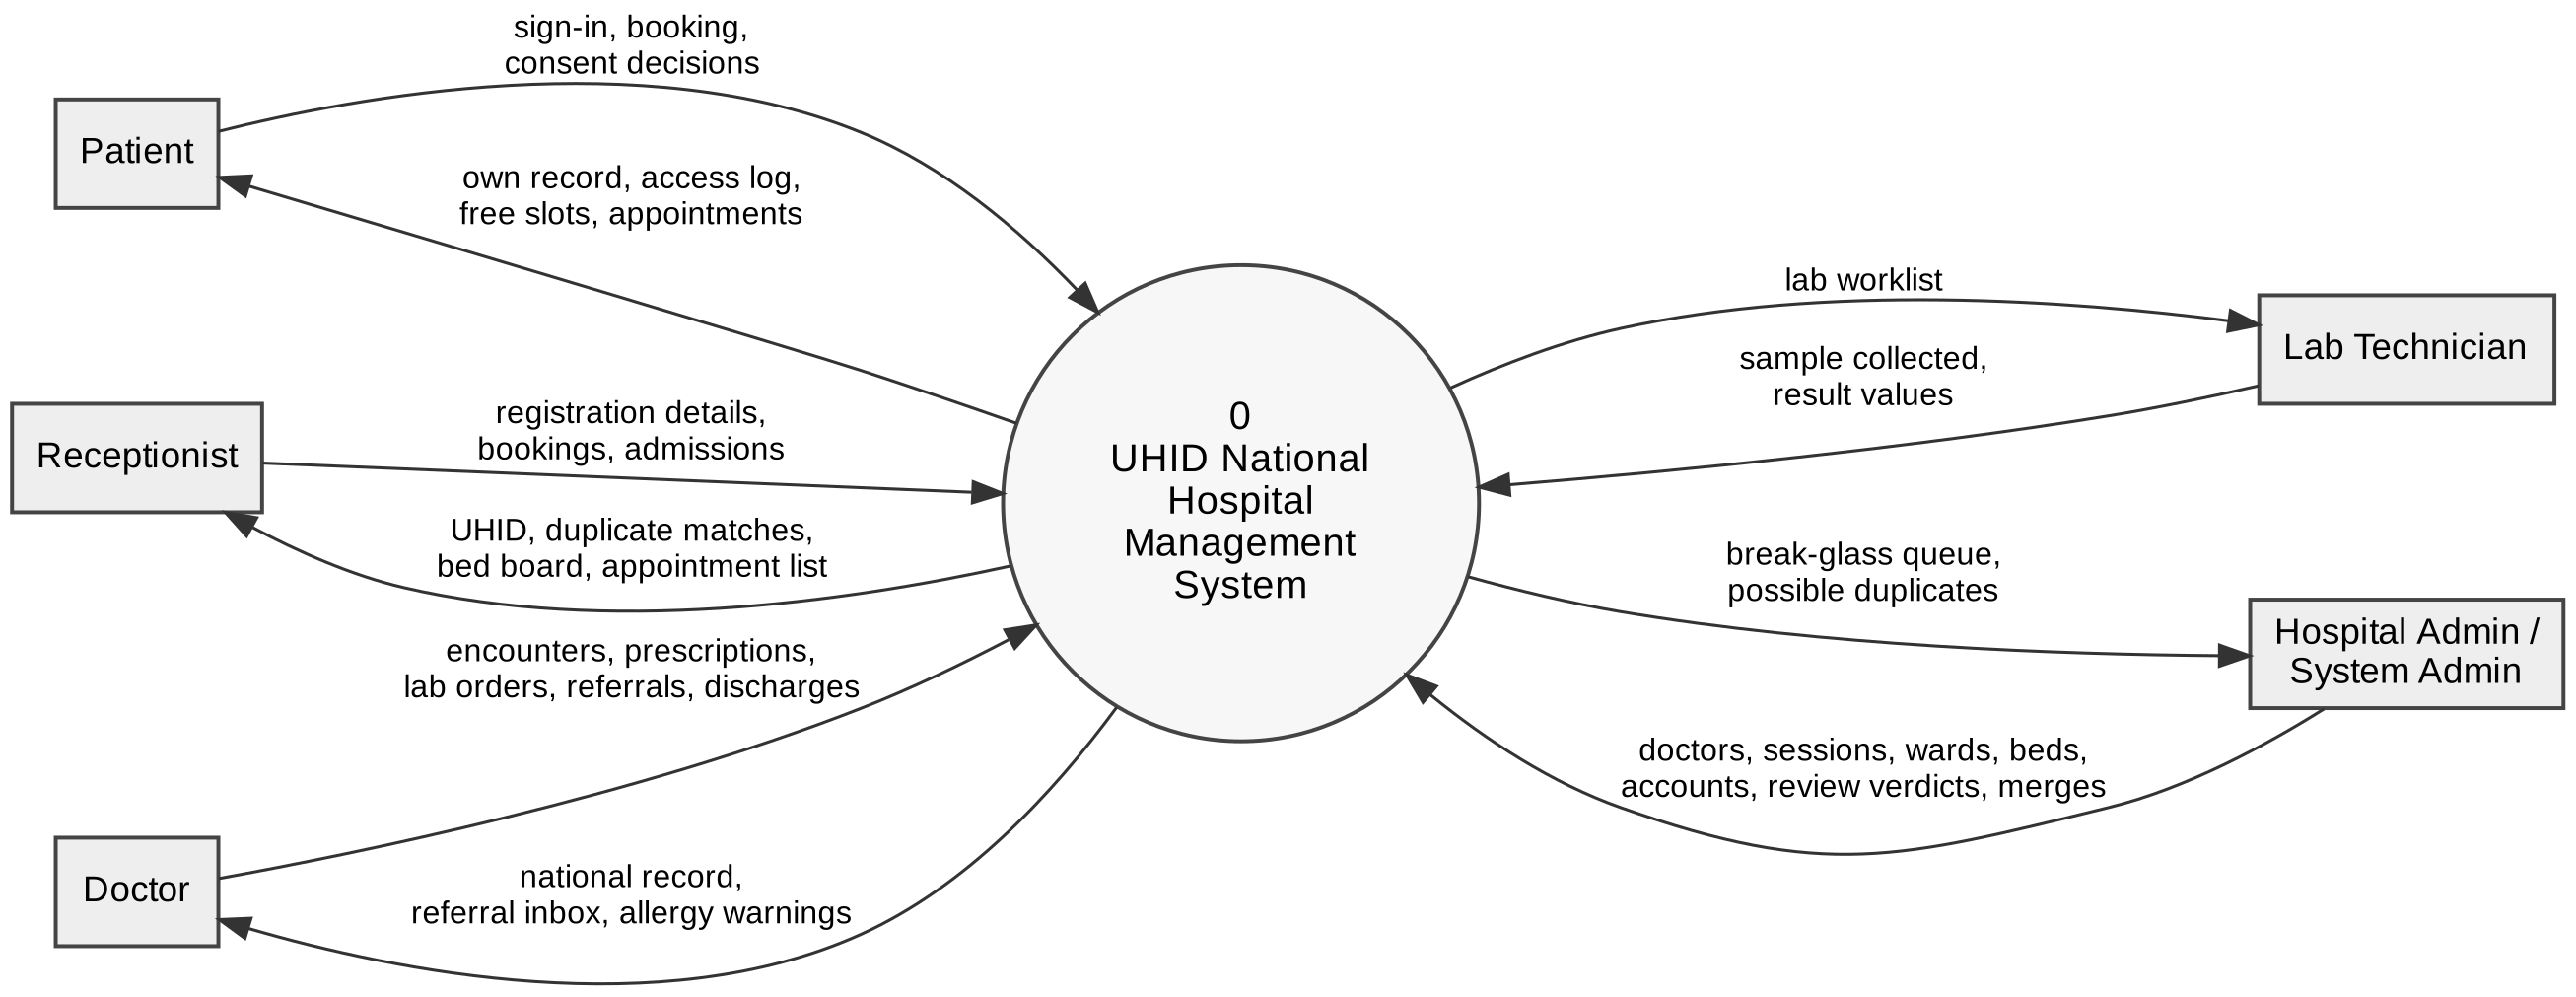 sign-in, booking,
consent decisions
Patient
own record, access log,
free slots, appointments
Receptionist
registration details,
bookings, admissions
UHID, duplicate matches,
bed board, appointment list
encounters, prescriptions,
lab orders, referrals, discharges
Doctor
national record,
referral inbox, allergy warnings
0
UHID National
Hospital
Management
System
lab worklist
Lab Technician
sample collected,
result values
break-glass queue,
possible duplicates
Hospital Admin /
System Admin
doctors, sessions, wards, beds,
accounts, review verdicts, merges